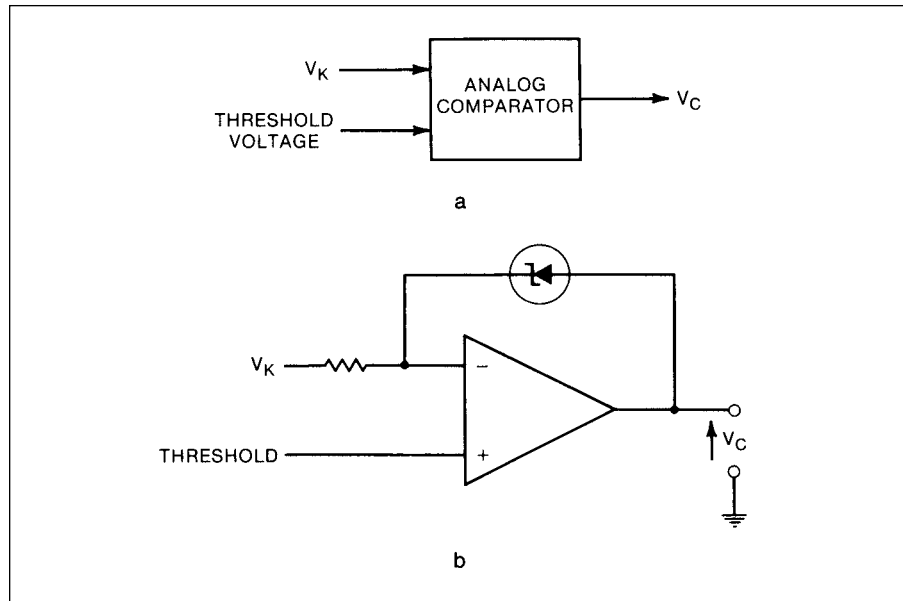 V_K
ANALOG
COMPARATOR
V_C
THRESHOLD
VOLTAGE
a
V_K
−
THRESHOLD
+
V_C
b